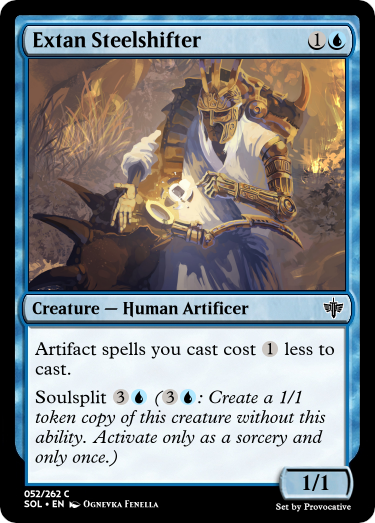 Extan Steelshifter 1
Creature — Human Artificer
Artifact spells you cast cost 1 less to
cast.
Soulsplit 3 (3 : Create a 1/1
token copy of this creature without this
ability. Activate only as a sorcery and
only once.)
1/1
052/262 C
SOL • EN Ognevka Fenella
Set by Provocative